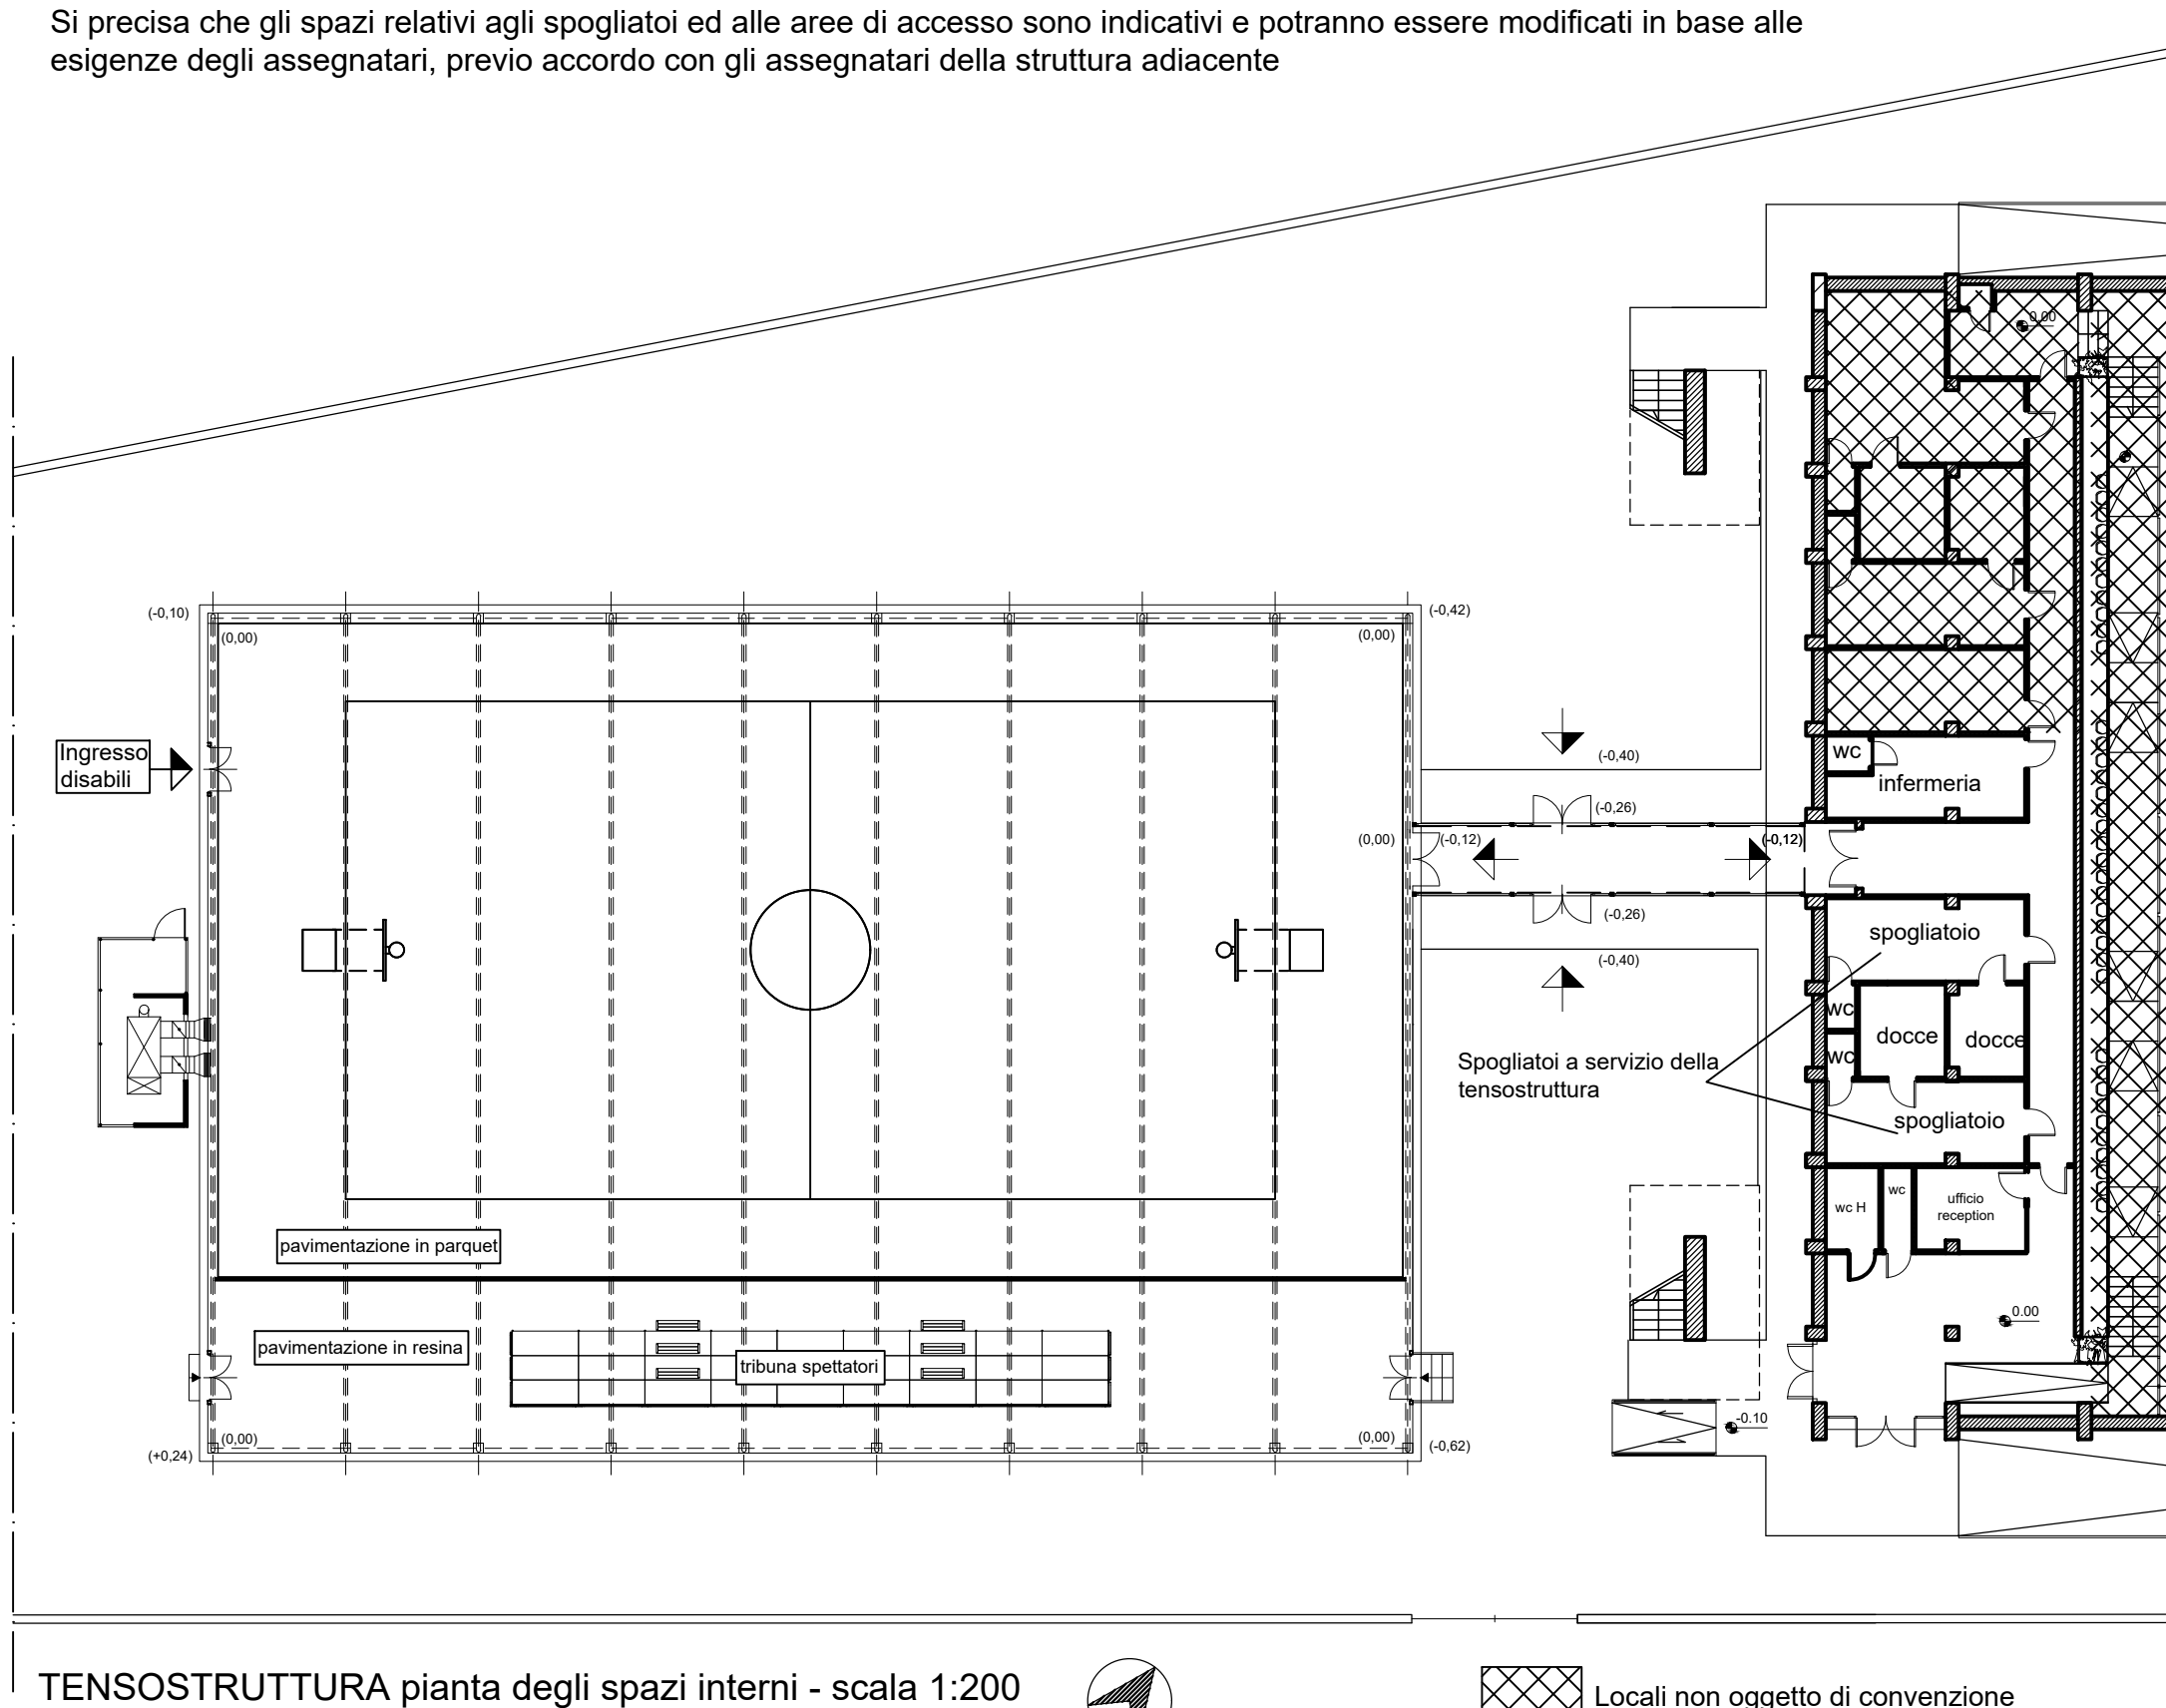 Si precisa che gli spazi relativi agli spogliatoi ed alle aree di accesso sono indicativi e potranno essere modificati in base alle
esigenze degli assegnatari, previo accordo con gli assegnatari della struttura adiacente
0.00
(-0,10)
(0,00)
(0,00)
(-0,42)
Ingresso
disabili
(-0,40)
wc
infermeria
(-0,26)
(0,00)
(-0,12)
(-0,12)
(-0,26)
spogliatoio
(-0,40)
wc
docce
docce
wc
Spogliatoi a servizio della
tensostruttura
spogliatoio
wc H
wc
ufficio
reception
pavimentazione in parquet
0.00
pavimentazione in resina
tribuna spettatori
-0.10
(0,00)
(0,00)
(+0,24)
(-0,62)
TENSOSTRUTTURA pianta degli spazi interni - scala 1:200
Locali non oggetto di convenzione